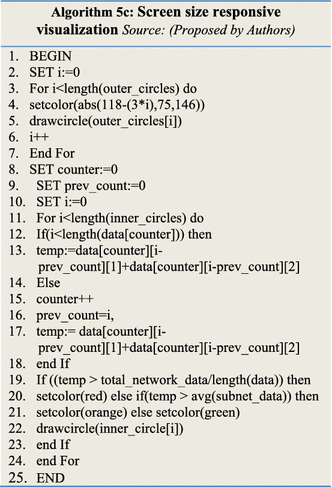 Algorithm 5c: Screen size responsive
visualization Source: (Proposed by Authors)
1. BEGIN
2. SET i:=0
3. For i<length(outer_circles) do
4. setcolor(abs(118-(3*i),75,146))
5. drawcircle(outer_circles[i])
6. i++
7. End For
8. SET counter:=0
9. SET prev_count:=0
10. SET i:=0
11. For i<length(inner_circles) do
12. If(i<length(data[counter])) then
13. temp:=data[counter][i-
prev_count][1]+data[counter][i-prev_count][2]
14. Else
15. counter++
16. prev_count=i,
17. temp:= data[counter][i-
prev_count][1]+data[counter][i-prev_count][2]
18. end If
19. If ((temp > total_network_data/length(data)) then
20. setcolor(red) else if(temp > avg(subnet_data)) then
21. setcolor(orange) else setcolor(green)
22. drawcircle(inner_circle[i])
23. end If
24. end For
25. END